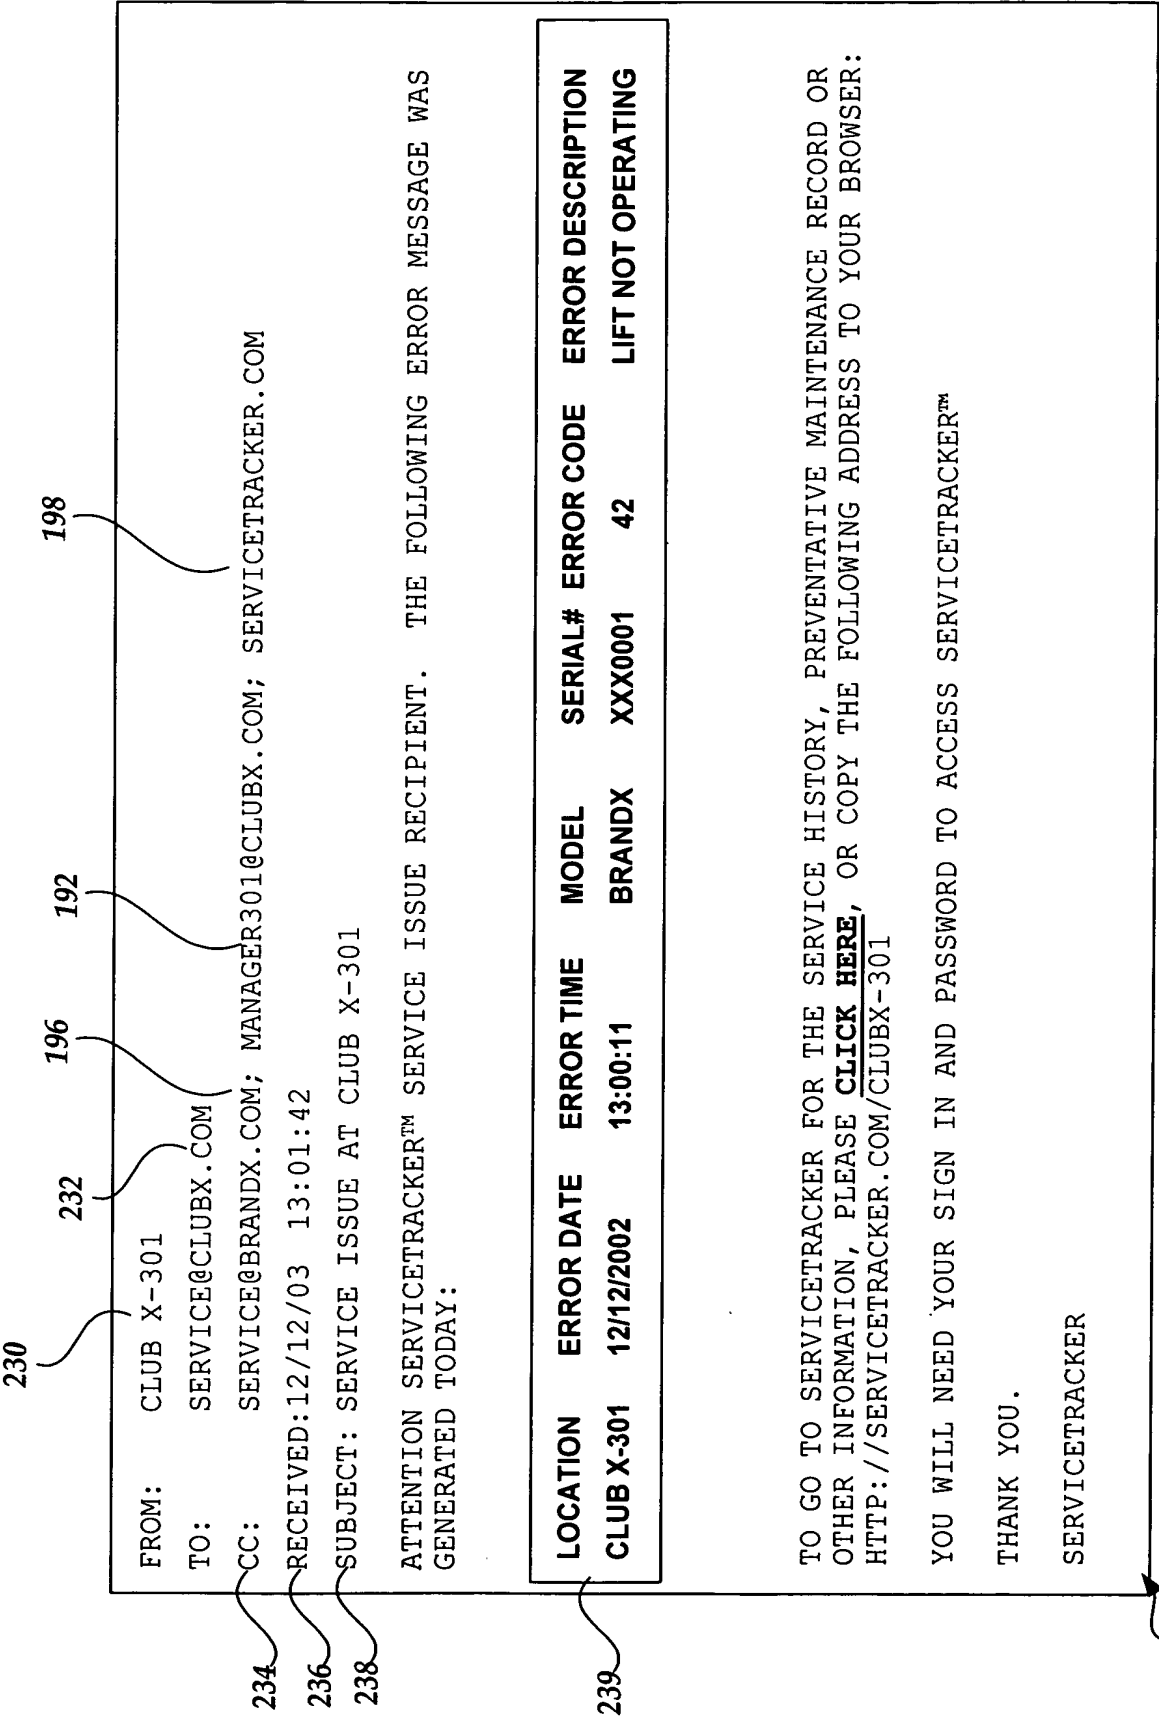 230
232
196
192
198
FROM: CLUB X-301
TO: SERVICE@CLUBX.COM
234
CC: SERVICE@BRANDX.COM; MANAGER301@CLUBX.COM; SERVICETRACKER.COM
236
RECEIVED:12/12/03 13:01:42
238
SUBJECT: SERVICE ISSUE AT CLUB X-301
ATTENTION SERVICETRACKER™ SERVICE ISSUE RECIPIENT. THE FOLLOWING ERROR MESSAGE WAS
GENERATED TODAY:
239
LOCATION ERROR DATE ERROR TIME MODEL SERIAL# ERROR CODE ERROR DESCRIPTION
CLUB X-301 12/12/2002 13:00:11 BRANDX XXX0001 42 LIFT NOT OPERATING
TO GO TO SERVICETRACKER FOR THE SERVICE HISTORY, PREVENTATIVE MAINTENANCE RECORD OR
OTHER INFORMATION, PLEASE CLICK HERE, OR COPY THE FOLLOWING ADDRESS TO YOUR BROWSER:
HTTP://SERVICETRACKER.COM/CLUBX-301
YOU WILL NEED YOUR SIGN IN AND PASSWORD TO ACCESS SERVICETRACKER™
THANK YOU.
SERVICETRACKER